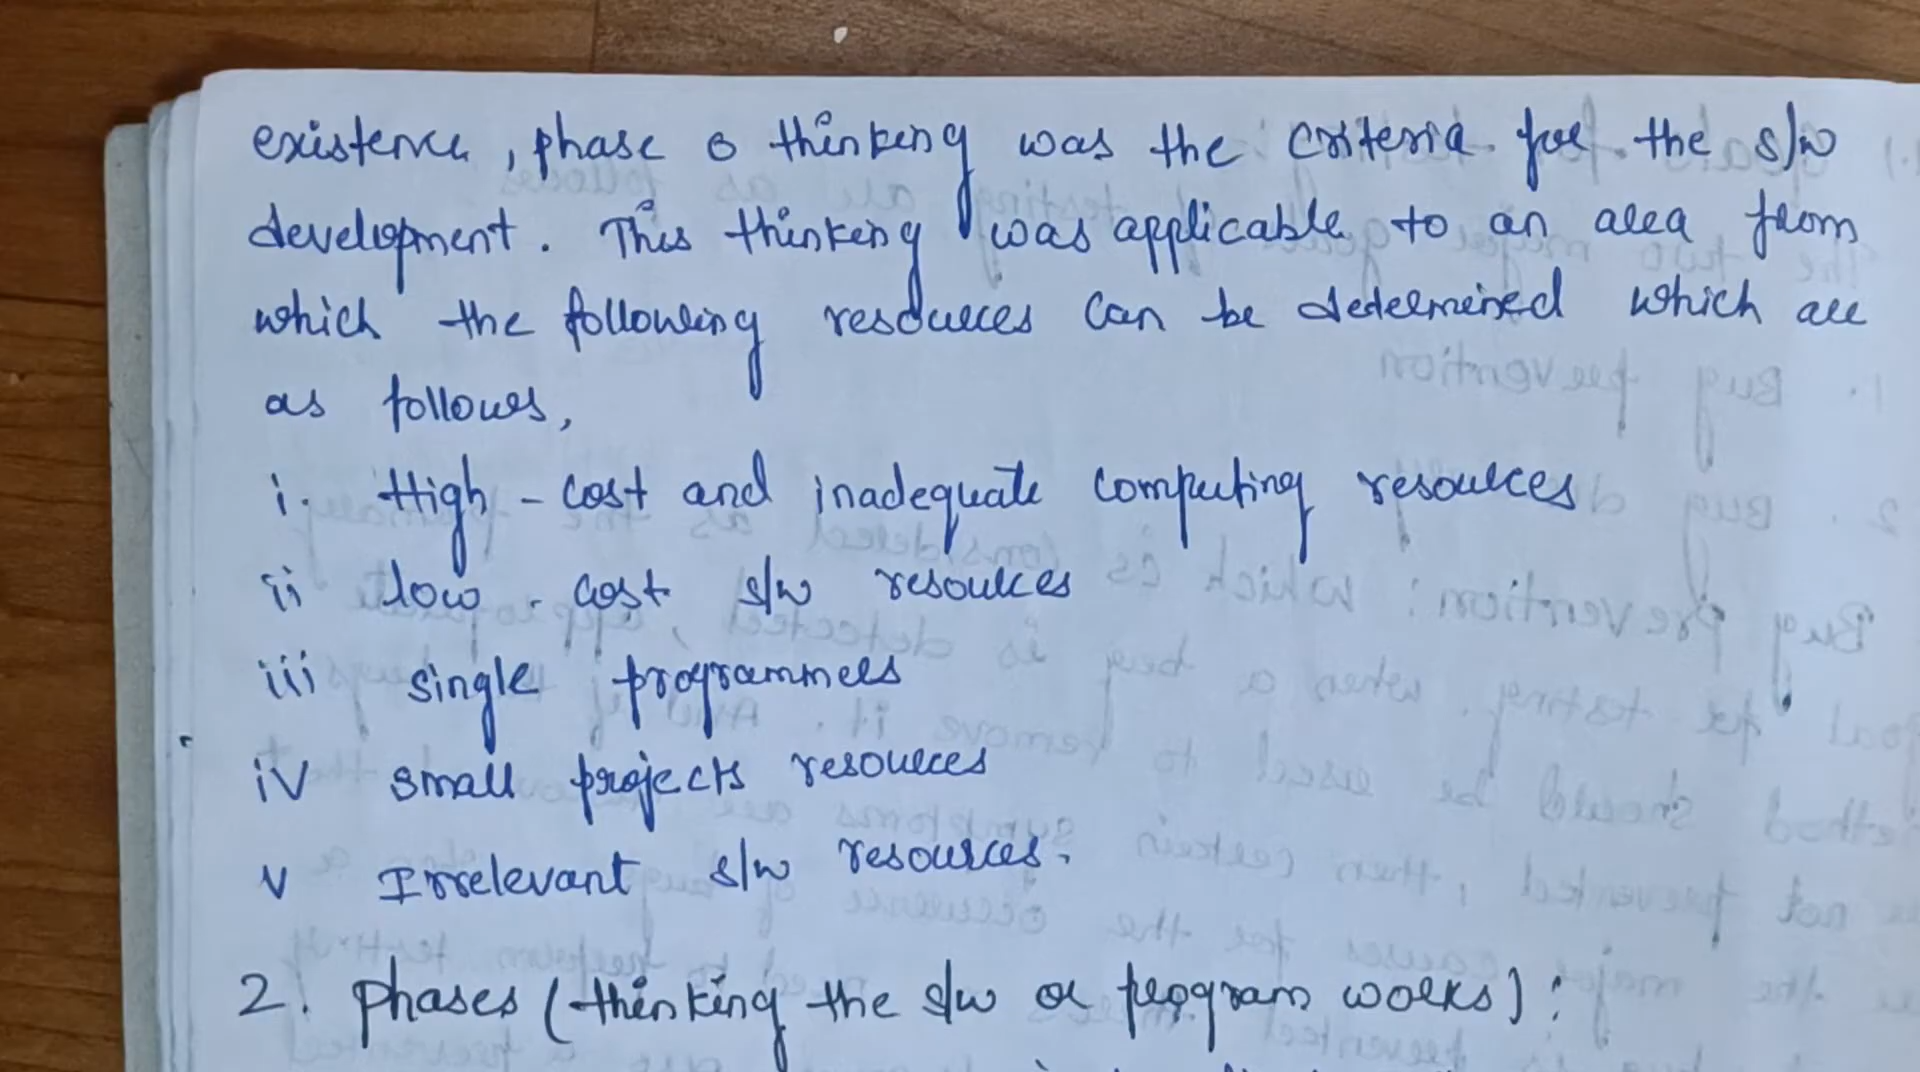 existence, phase 0 thinking was the criteria for the s/w
development. This thinking was applicable to an area from
which the following resources can be determined which are
as follows,
i. High - cost and inadequate computing resources
ii low - cost s/w resources
iii single programmers
iv small projects resources
v Irrelevant s/w resources.
2. phases (thinking the s/w or program works) :